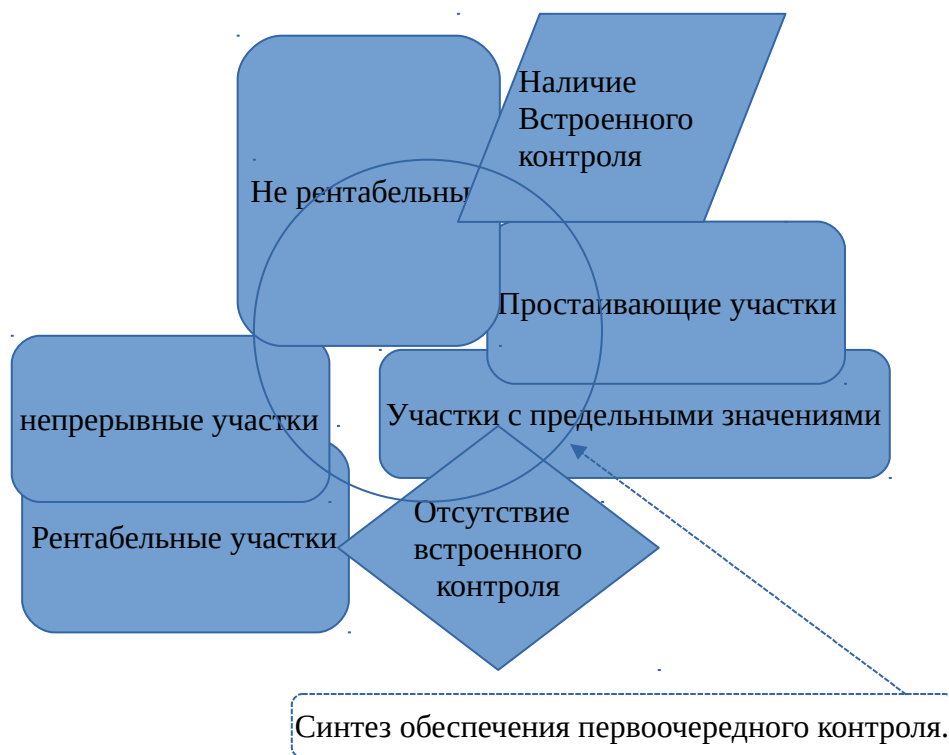 Наличие
Встроенного
контроля
Не рентабельны
Простаивающие участки
непрерывные участки
Участки с предельными значениями
Отсутствие
встроенного
контроля
Рентабельные участки
Синтез обеспечения первоочередного контроля.